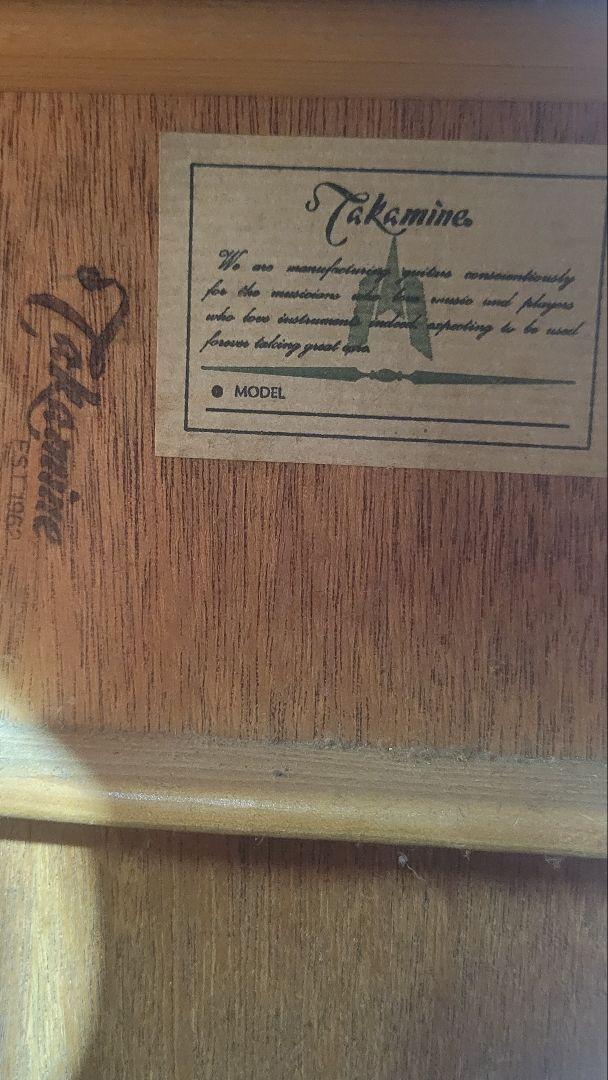 Takamine
We are manufacturing guitars conscientiously
for the musicians who love music and players
who love instruments indeed, expecting to be used
forever taking great care.
● MODEL
Takamine
EST.1962